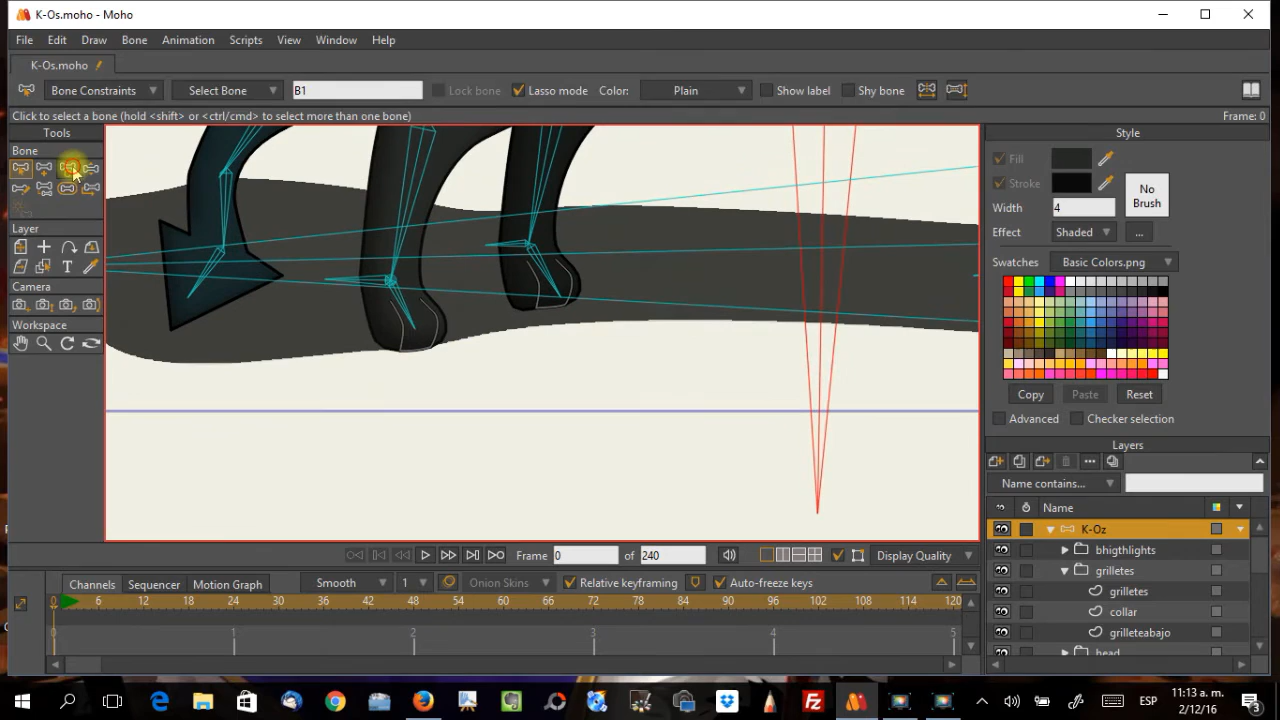 K-Os.moho - Moho
File Edit Draw Bone Animation Scripts View Window Help
K-Os.moho
Bone Constraints Select Bone B1 Lock bone Lasso mode Color: Plain Show label Shy bone
Click to select a bone (hold <shift> or <ctrl/cmd> to select more than one bone) Frame: 0
Tools
Bone
Layer
Camera
Workspace
Style
Fill
Stroke
No Brush
Width 4
Effect Shaded ...
Swatches Basic Colors.png
Copy Paste Reset
Advanced Checker selection
Layers
Name contains...
Name
K-Oz
bhigthlights
grilletes
grilletes
collar
grilleteabajo
head
Frame 0 of 240 Display Quality
Channels Sequencer Motion Graph Smooth 1 Onion Skins Relative keyframing Auto-freeze keys
0 6 12 18 24 30 36 42 48 54 60 66 72 78 84 90 96 102 108 114 120
0 1 2 3 4 5
ESP
11:13 a. m.
2/12/16
3